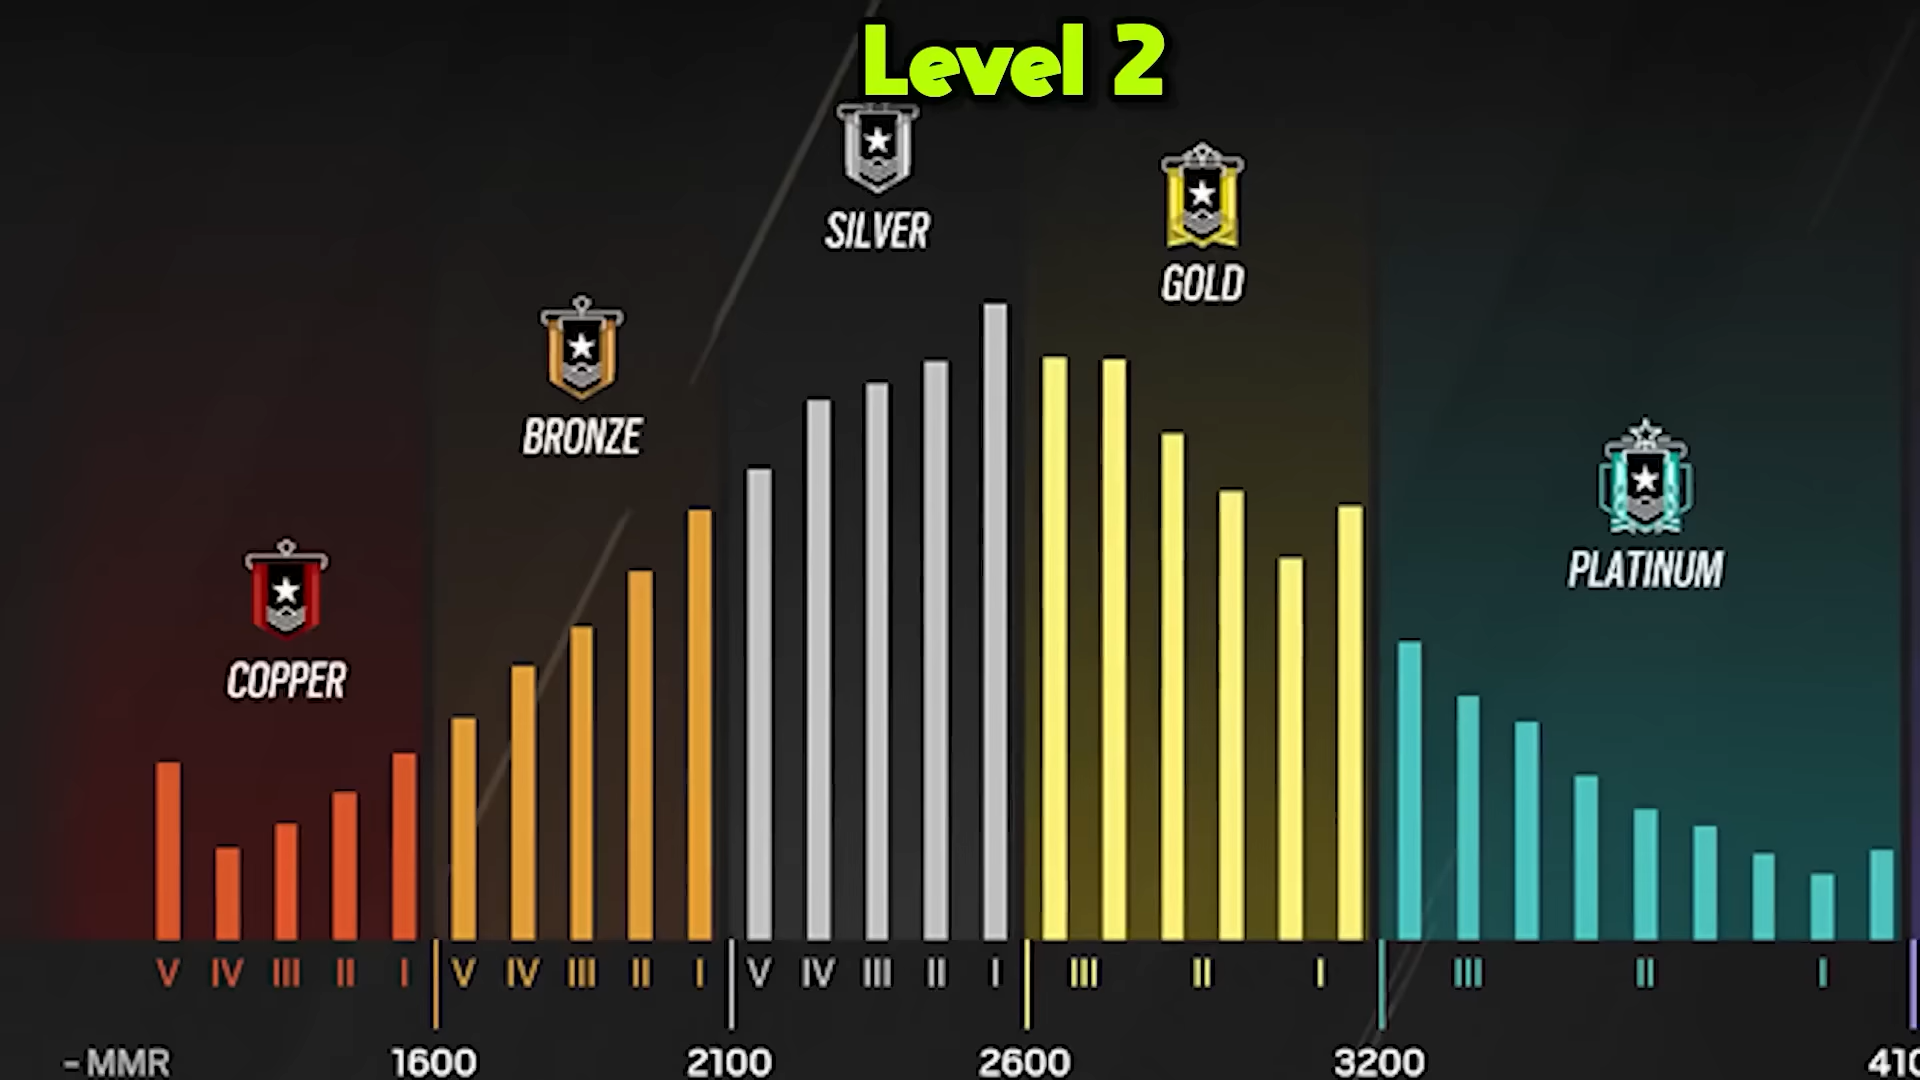 Level 2
SILVER
GOLD
BRONZE
PLATINUM
COPPER
V IV III II I V IV III II I V IV III II I III II I III II I
- MMR 1600 2100 2600 3200